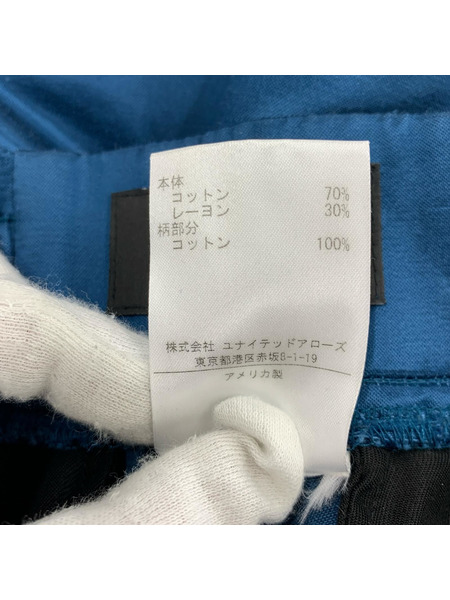 本体
コットン 70%
レーヨン 30%
柄部分
コットン 100%
株式会社 ユナイテッドアローズ
東京都港区赤坂8-1-19
アメリカ製